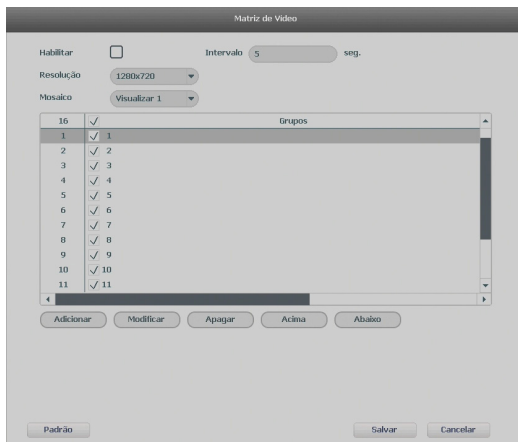 Matriz de Vídeo
Habilitar Intervalo 5 seg.
Resolução 1280x720
Mosaico Visualizar 1
16 Grupos
1 1
2 2
3 3
4 4
5 5
6 6
7 7
8 8
9 9
10 10
11 11
Adicionar Modificar Apagar Acima Abaixo
Padrão Salvar Cancelar